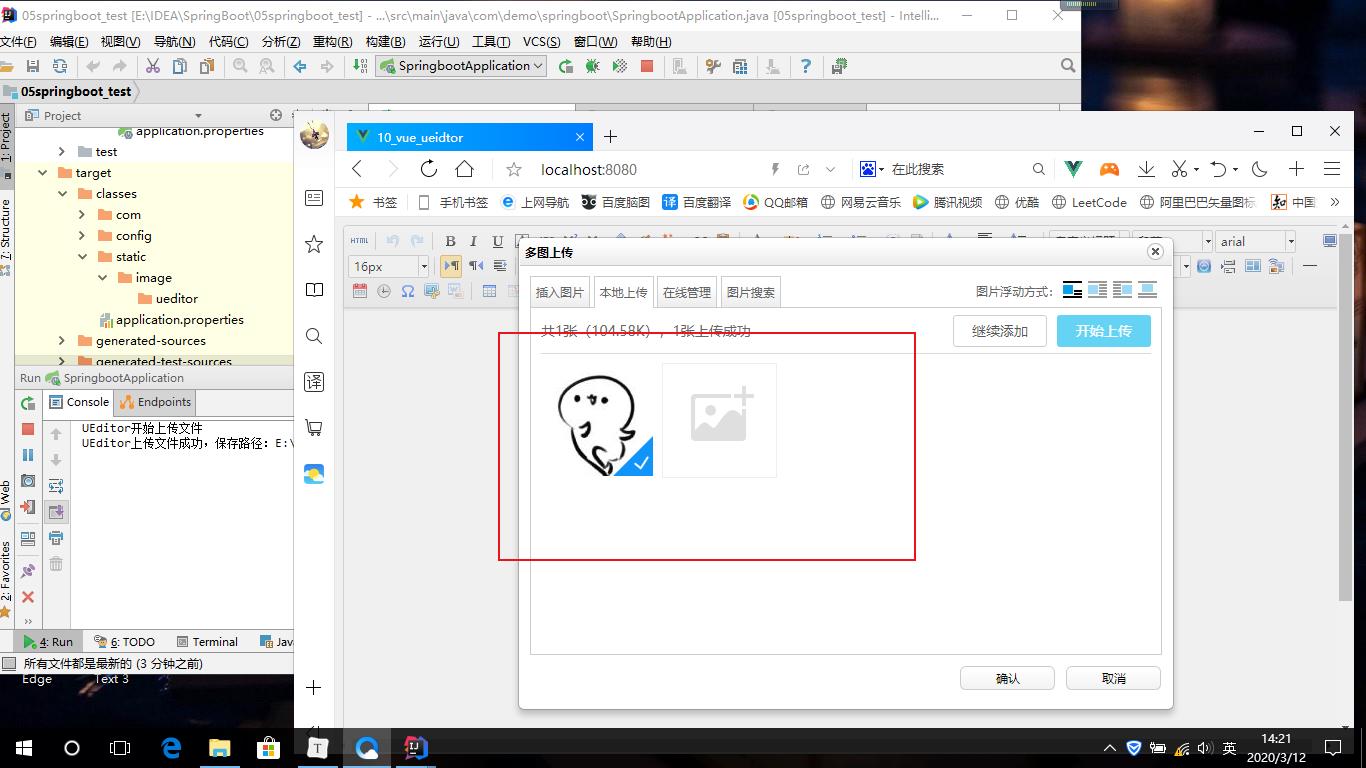 05springboot_test [E:\IDEA\SpringBoot\05springboot_test] - ...\src\main\java\com\demo\springboot\SpringbootApplication.java [05springboot_test] - Intelli...
文件(F) 编辑(E) 视图(V) 导航(N) 代码(C) 分析(Z) 重构(R) 构建(B) 运行(U) 工具(T) VCS(S) 窗口(W) 帮助(H)
SpringbootApplication
05springboot_test
1: Project
7: Structure
Web
2: Favorites
Project
application.properties
test
target
classes
com
config
static
image
ueditor
application.properties
generated-sources
generated-test-sources
Run SpringbootApplication
Console Endpoints
UEditor开始上传文件
UEditor上传文件成功，保存路径：E:\
4: Run 6: TODO Terminal
所有文件都是最新的 (3 分钟之前)
Edge Text 3
10_vue_ueidtor
localhost:8080
在此搜索
书签 手机书签 上网导航 百度脑图 百度翻译 QQ邮箱 网易云音乐 腾讯视频 优酷 LeetCode 阿里巴巴矢量图标 中国
译
HTML B I U arial
16px
多图上传
插入图片 本地上传 在线管理 图片搜索 图片浮动方式：
共1张（104.58K），1张上传成功 继续添加 开始上传
确认 取消
英
14:21
2020/3/12